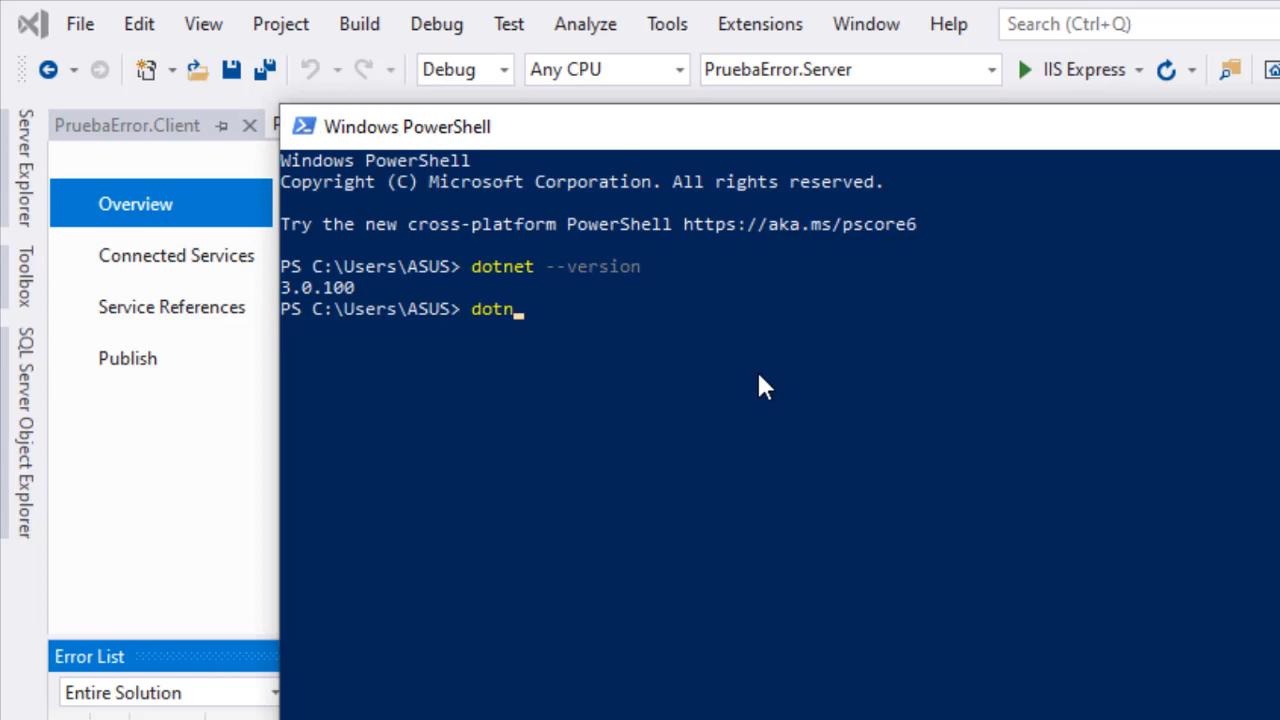 File Edit View Project Build Debug Test Analyze Tools Extensions Window Help Search (Ctrl+Q)
Debug Any CPU PruebaError.Server IIS Express
Server Explorer
Toolbox
SQL Server Object Explorer
PruebaError.Client
Overview
Connected Services
Service References
Publish
Windows PowerShell
Windows PowerShell
Copyright (C) Microsoft Corporation. All rights reserved.
Try the new cross-platform PowerShell https://aka.ms/pscore6
PS C:\Users\ASUS> dotnet --version
3.0.100
PS C:\Users\ASUS> dotn_
Error List
Entire Solution